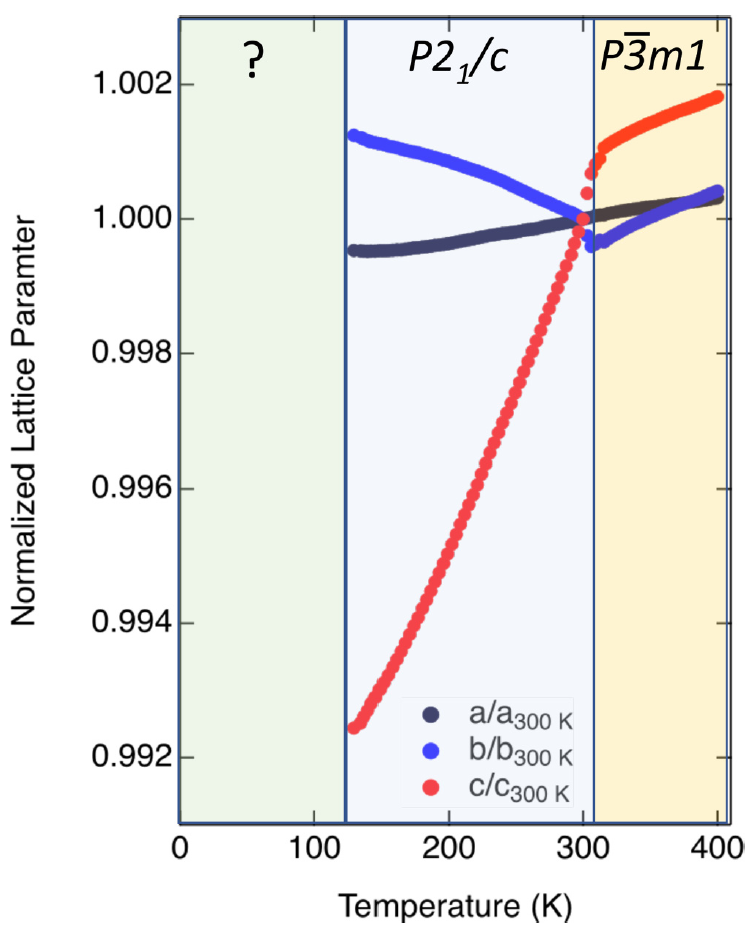 ?
P2₁/c
P3̅m1
1.002
1.000
0.998
0.996
0.994
0.992
Normalized Lattice Paramter
a/a₃₀₀ K
b/b₃₀₀ K
c/c₃₀₀ K
0 100 200 300 400
Temperature (K)